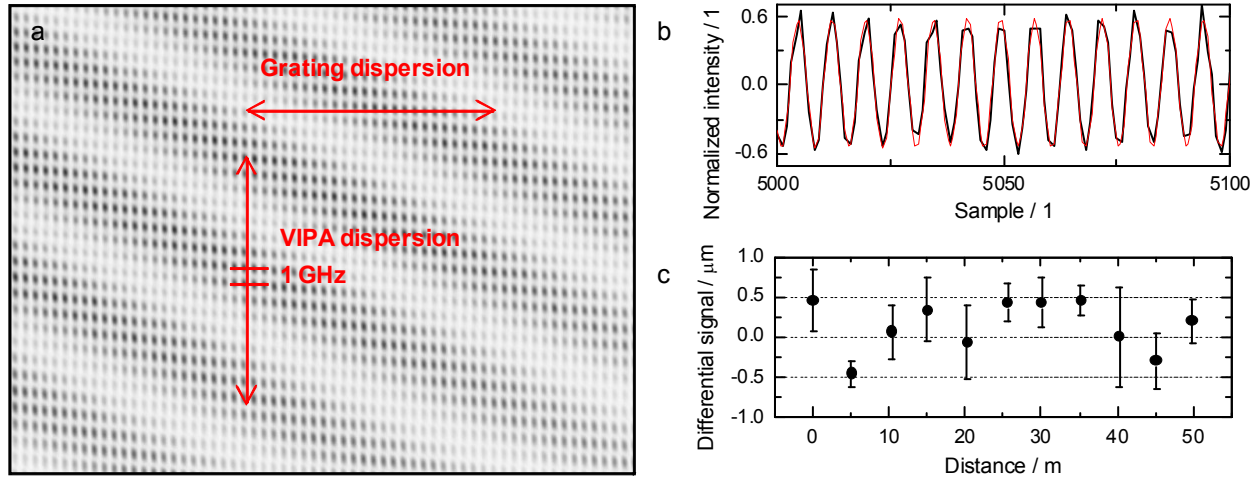 a
Grating dispersion
VIPA dispersion
1 GHz
b
Normalized intensity / 1
0.6
0.0
-0.6
5000
5050
5100
Sample / 1
c
Differential signal / μm
1.0
0.5
0.0
-0.5
-1.0
0
10
20
30
40
50
Distance / m